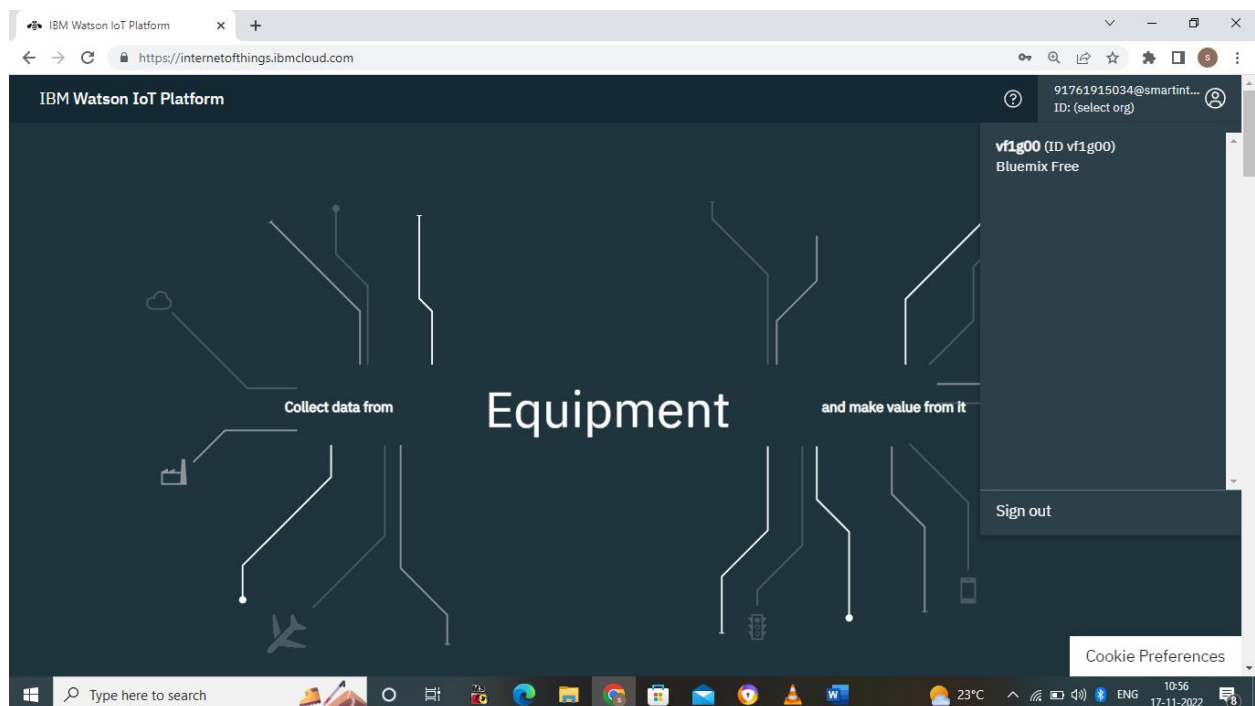 IBM Watson IoT Platform
https://internetofthings.ibmcloud.com
S
IBM Watson IoT Platform
91761915034@smartint...
ID: (select org)
vf1g00 (ID vf1g00)
Bluemix Free
Collect data from
Equipment
and make value from it
Sign out
Cookie Preferences
Type here to search
W
23°C
ENG
10:56
17-11-2022
8